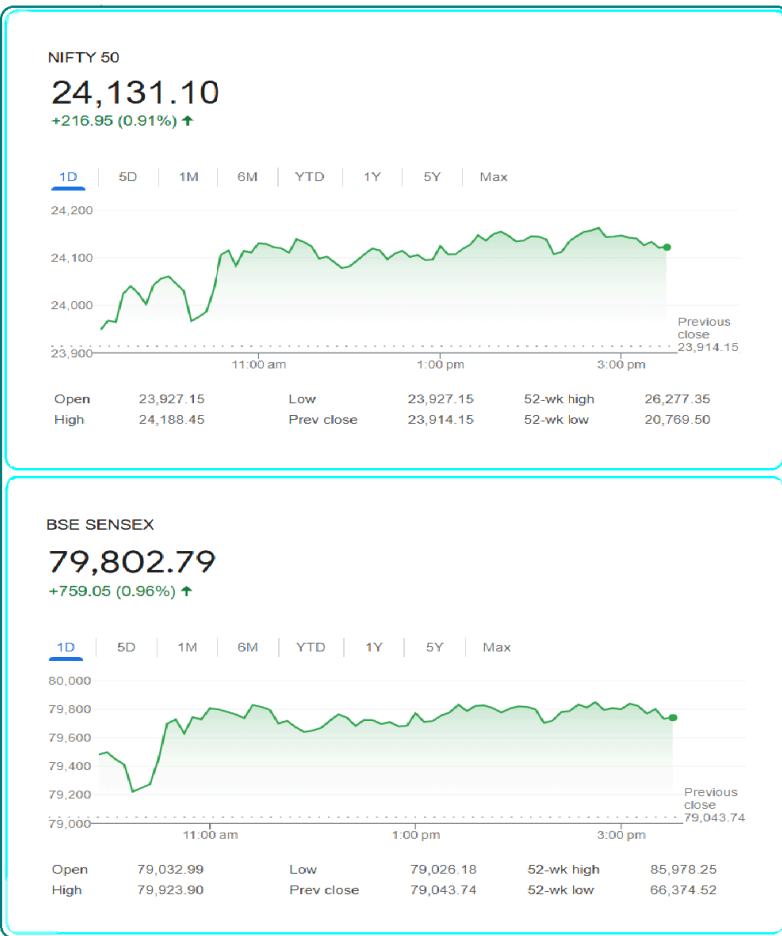 NIFTY 50
24,131.10
+216.95 (0.91%) ↑
1D 5D 1M 6M YTD 1Y 5Y Max
24,200
24,100
24,000
23,900
Previous
close
23,914.15
11:00 am 1:00 pm 3:00 pm
Open 23,927.15 Low 23,927.15 52-wk high 26,277.35
High 24,188.45 Prev close 23,914.15 52-wk low 20,769.50
BSE SENSEX
79,802.79
+759.05 (0.96%) ↑
1D 5D 1M 6M YTD 1Y 5Y Max
80,000
79,800
79,600
79,400
79,200
79,000
Previous
close
79,043.74
11:00 am 1:00 pm 3:00 pm
Open 79,032.99 Low 79,026.18 52-wk high 85,978.25
High 79,923.90 Prev close 79,043.74 52-wk low 66,374.52